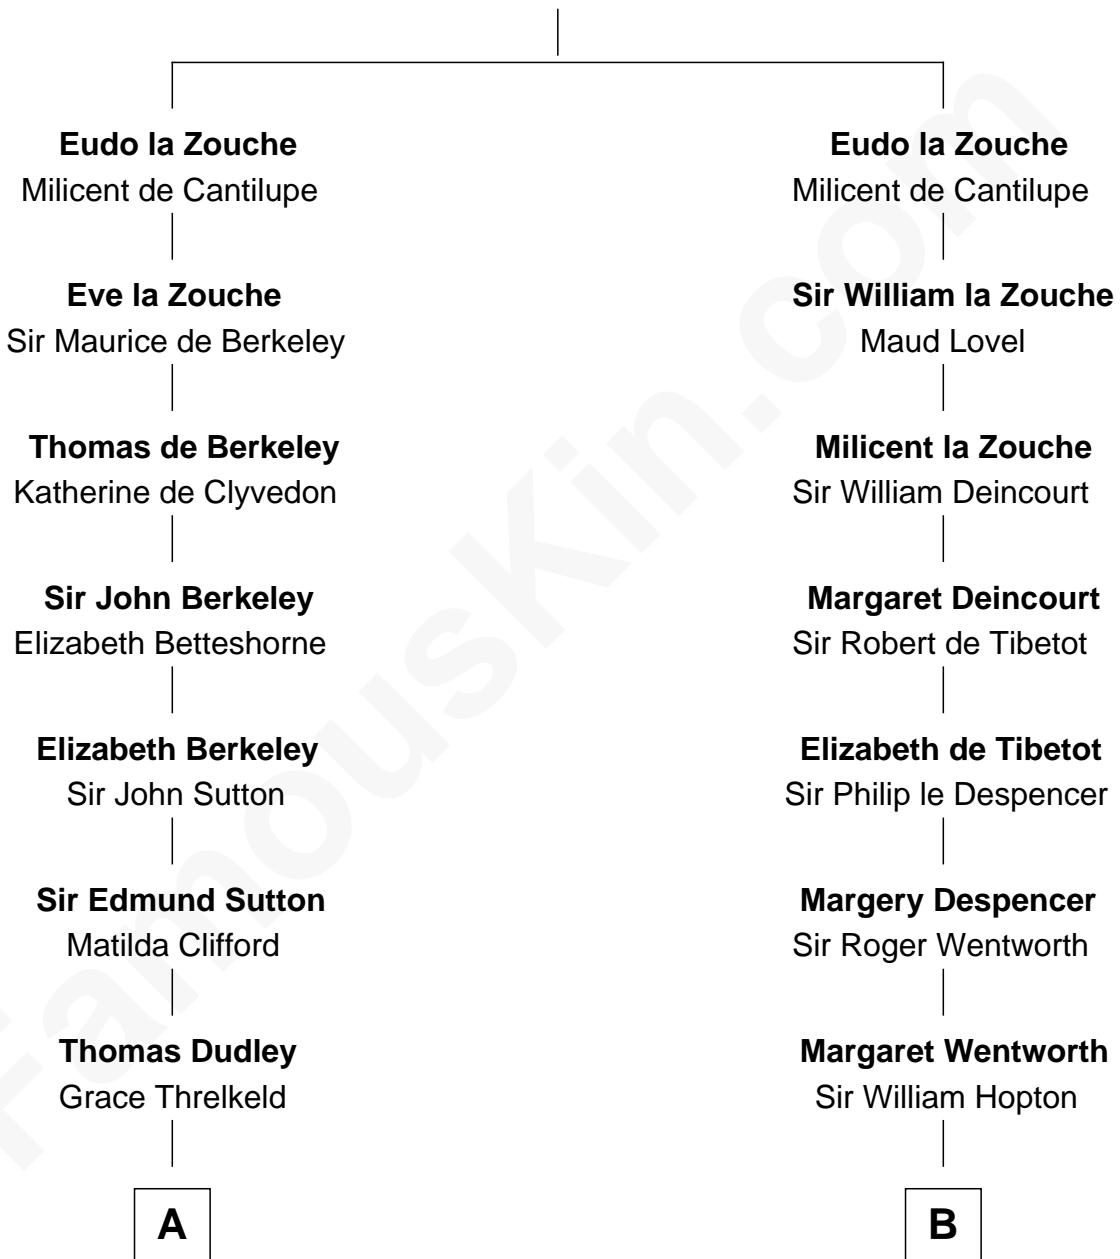 Eudo la Zouche
Milicent de Cantilupe
Eve la Zouche
Sir Maurice de Berkeley
Thomas de Berkeley
Katherine de Clyvedon
Sir John Berkeley
Elizabeth Betteshorne
Elizabeth Berkeley
Sir John Sutton
Sir Edmund Sutton
Matilda Clifford
Thomas Dudley
Grace Threlkeld
A
Eudo la Zouche
Milicent de Cantilupe
Sir William la Zouche
Maud Lovel
Milicent la Zouche
Sir William Deincourt
Margaret Deincourt
Sir Robert de Tibetot
Elizabeth de Tibetot
Sir Philip le Despencer
Margery Despencer
Sir Roger Wentworth
Margaret Wentworth
Sir William Hopton
B
FamousKin.com